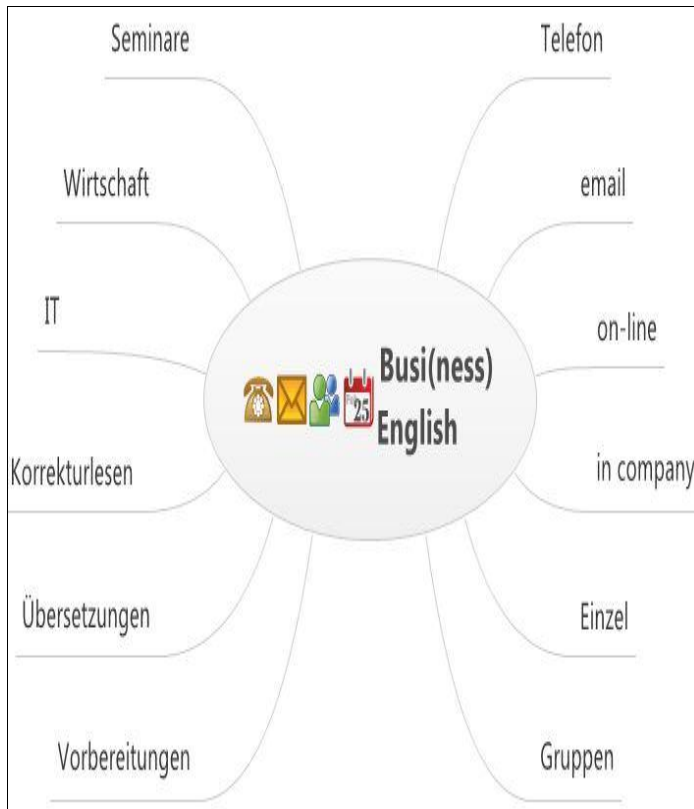 Seminare
Telefon
Wirtschaft
email
IT
on-line
Busi(ness)
English
25
Korrekturlesen
in company
Übersetzungen
Einzel
Vorbereitungen
Gruppen